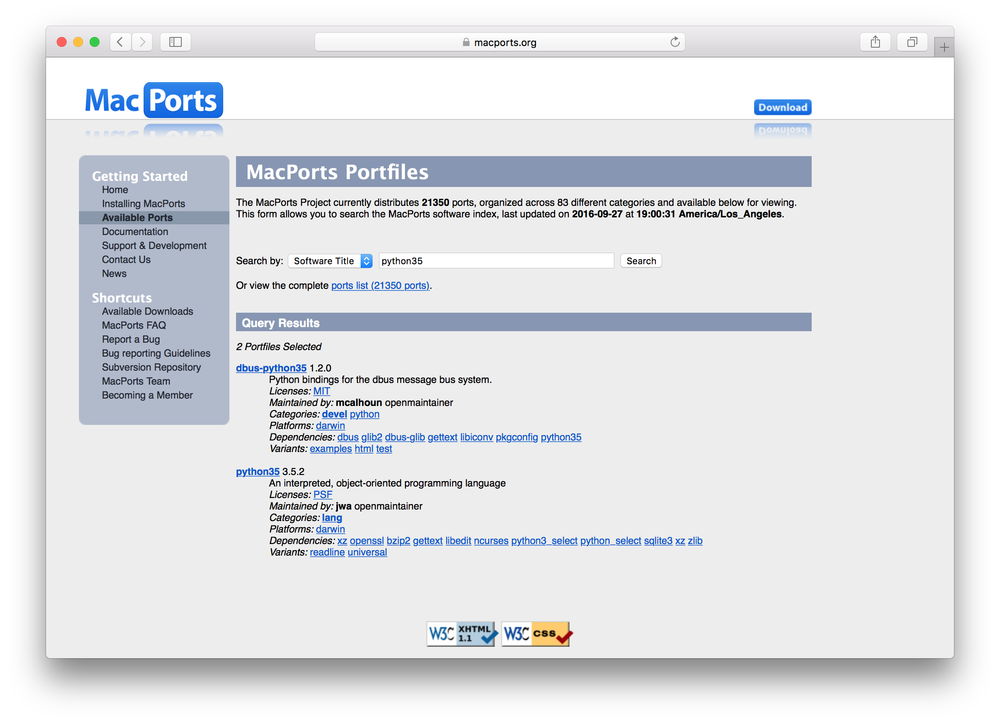 macports.org
MacPorts
Download
Getting Started
Home
Installing MacPorts
Available Ports
Documentation
Support & Development
Contact Us
News
Shortcuts
Available Downloads
MacPorts FAQ
Report a Bug
Bug reporting Guidelines
Subversion Repository
MacPorts Team
Becoming a Member
MacPorts Portfiles
The MacPorts Project currently distributes 21350 ports, organized across 83 different categories and available below for viewing.
This form allows you to search the MacPorts software index, last updated on 2016-09-27 at 19:00:31 America/Los_Angeles.
Search by: Software Title python35 Search
Or view the complete ports list (21350 ports).
Query Results
2 Portfiles Selected
dbus-python35 1.2.0
Python bindings for the dbus message bus system.
Licenses: MIT
Maintained by: mcalhoun openmaintainer
Categories: devel python
Platforms: darwin
Dependencies: dbus glib2 dbus-glib gettext libiconv pkgconfig python35
Variants: examples html test
python35 3.5.2
An interpreted, object-oriented programming language
Licenses: PSF
Maintained by: jwa openmaintainer
Categories: lang
Platforms: darwin
Dependencies: xz openssl bzip2 gettext libedit ncurses python3_select python_select sqlite3 xz zlib
Variants: readline universal
W3C XHTML 1.1
W3C css